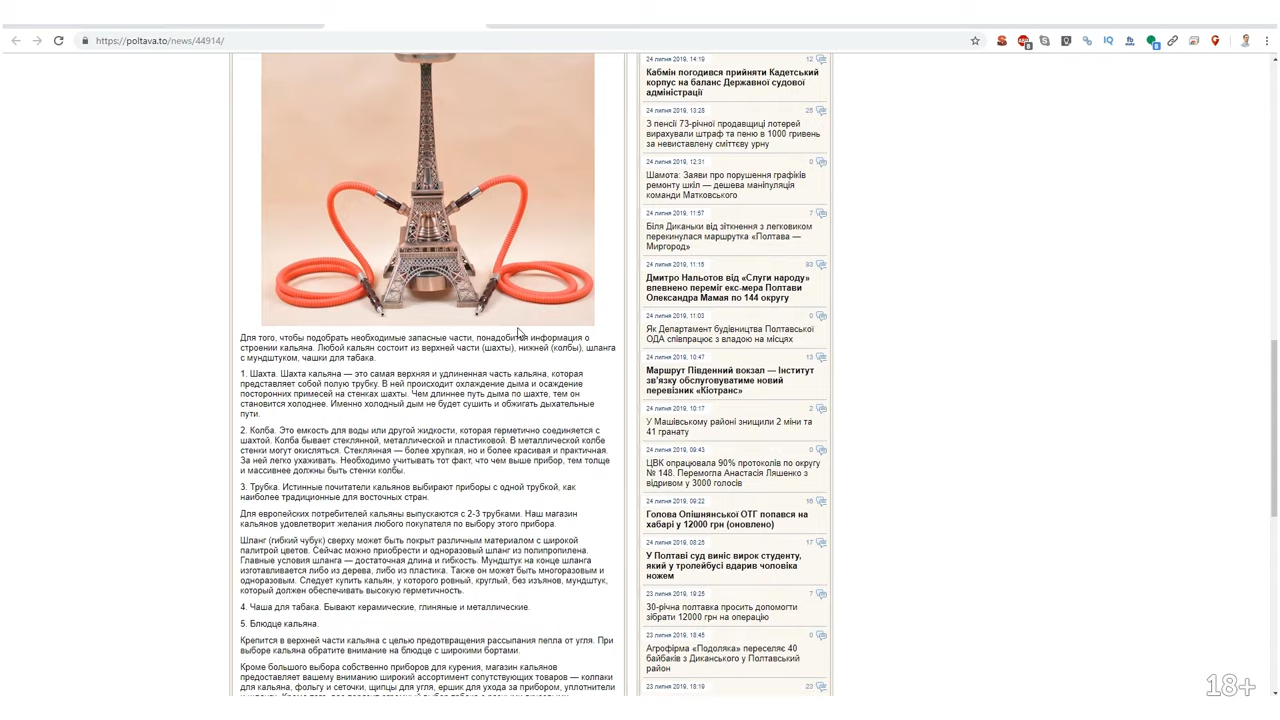 https://poltava.to/news/44914/
Для того, чтобы подобрать необходимые запасные части, понадобится информация о
строении кальяна. Любой кальян состоит из верхней части (шахты), нижней (колбы), шланга
с мундштуком, чашки для табака.
1. Шахта. Шахта кальяна — это самая верхняя и удлиненная часть кальяна, которая
представляет собой полую трубку. В ней происходит охлаждение дыма и осаждение
посторонних примесей на стенках шахты. Чем длиннее путь дыма по шахте, тем он
становится холоднее. Именно холодный дым не будет сушить и обжигать дыхательные
пути.
2. Колба. Это емкость для воды или другой жидкости, которая герметично соединяется с
шахтой. Колба бывает стеклянной, металлической и пластиковой. В металлической колбе
стенки могут окисляться. Стеклянная — более хрупкая, но и более красивая и практичная.
За ней легко ухаживать. Необходимо учитывать тот факт, что чем выше прибор, тем толще
и массивнее должны быть стенки колбы.
3. Трубка. Истинные почитатели кальянов выбирают приборы с одной трубкой, как
наиболее традиционные для восточных стран.
Для европейских потребителей кальяны выпускаются с 2-3 трубками. Наш магазин
кальянов удовлетворит желания любого покупателя по выбору этого прибора.
Шланг (гибкий чубук) сверху может быть покрыт различным материалом с широкой
палитрой цветов. Сейчас можно приобрести и одноразовый шланг из полипропилена.
Главные условия шланга — достаточная длина и гибкость. Мундштук на конце шланга
изготавливается либо из дерева, либо из пластика. Также он может быть многоразовым и
одноразовым. Следует купить кальян, у которого ровный, круглый, без изъянов, мундштук,
который должен обеспечивать высокую герметичность.
4. Чаша для табака. Бывают керамические, глиняные и металлические.
5. Блюдце кальяна.
Крепится в верхней части кальяна с целью предотвращения рассыпания пепла от угля. При
выборе кальяна обратите внимание на блюдце с широкими бортами.
Кроме большого выбора собственно приборов для курения, магазин кальянов
предоставляет вашему вниманию широкий ассортимент сопутствующих товаров — колпаки
для кальяна, фольгу и сеточки, щипцы для угля, ершик для ухода за прибором, уплотнители
24 липня 2019, 14:19 12
Кабмін погодився прийняти Кадетський
корпус на баланс Державної судової
адміністрації
24 липня 2019, 13:28 25
З пенсії 73-річної продавщиці лотерей
вирахували штраф та пеню в 1000 гривень
за невиставлену сміттєву урну
24 липня 2019, 12:31 0
Шамота: Заяви про порушення графіків
ремонту шкіл — дешева маніпуляція
команди Матковського
24 липня 2019, 11:57 7
Біля Диканьки від зіткнення з легковиком
перекинулася маршрутка «Полтава —
Миргород»
24 липня 2019, 11:15 93
Дмитро Нальотов від «Слуги народу»
впевнено переміг екс-мера Полтави
Олександра Мамая по 144 округу
24 липня 2019, 11:03 0
Як Департамент будівництва Полтавської
ОДА співпрацює з владою на місцях
24 липня 2019, 10:47 13
Маршрут Південний вокзал — Інститут
зв'язку обслуговуватиме новий
перевізник «Кіотранс»
24 липня 2019, 10:17 2
У Машівському районі знищили 2 міни та
41 гранату
24 липня 2019, 09:43 0
ЦВК опрацювала 90% протоколів по округу
№ 148. Перемогла Анастасія Ляшенко з
відривом у 3000 голосів
24 липня 2019, 09:22 16
Голова Опішнянської ОТГ попався на
хабарі у 12000 грн (оновлено)
24 липня 2019, 08:25 17
У Полтаві суд виніс вирок студенту,
який у тролейбусі вдарив чоловіка
ножем
23 липня 2019, 19:25 7
30-річна полтавка просить допомогти
зібрати 12000 грн на операцію
23 липня 2019, 18:45 0
Агрофірма «Подоляка» переселяє 40
байбаків з Диканського у Полтавський
район
23 липня 2019, 18:19 23
18+